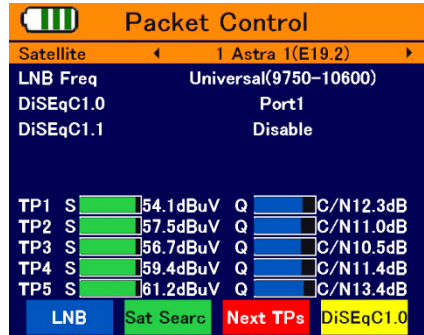 Packet Control
Satellite 1 Astra 1(E19.2)
LNB Freq Universal(9750-10600)
DiSEqC1.0 Port1
DiSEqC1.1 Disable
TP1 S 54.1dBuV Q C/N12.3dB
TP2 S 57.5dBuV Q C/N11.0dB
TP3 S 56.7dBuV Q C/N10.5dB
TP4 S 59.4dBuV Q C/N11.4dB
TP5 S 61.2dBuV Q C/N13.4dB
LNB Sat Searc Next TPs DiSEqC1.0